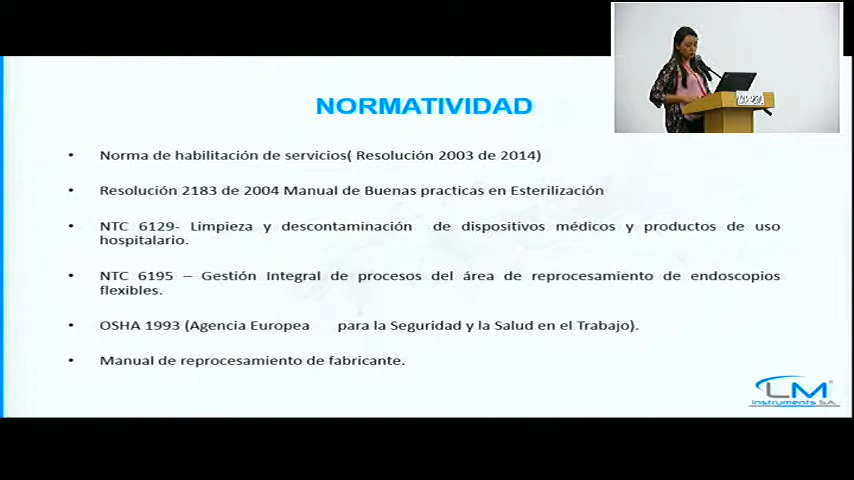 NORMATIVIDAD
• Norma de habilitación de servicios( Resolución 2003 de 2014)
• Resolución 2183 de 2004 Manual de Buenas practicas en Esterilización
• NTC 6129- Limpieza y descontaminación de dispositivos médicos y productos de uso
hospitalario.
• NTC 6195 – Gestión Integral de procesos del área de reprocesamiento de endoscopios
flexibles.
• OSHA 1993 (Agencia Europea para la Seguridad y la Salud en el Trabajo).
• Manual de reprocesamiento de fabricante.
LM
Instruments S.A.